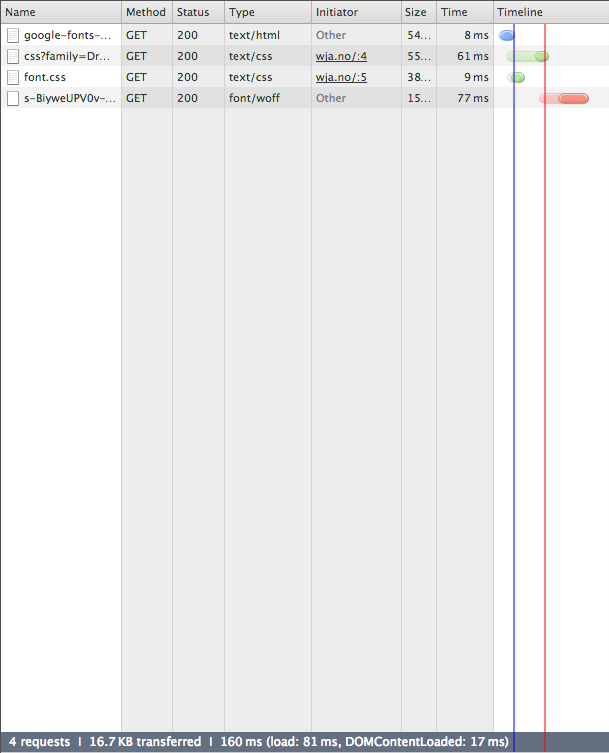 Name Method Status Type Initiator Size Time Timeline
google-fonts-... GET 200 text/html Other 54... 8 ms
css?family=Dr... GET 200 text/css wja.no/:4 55... 61 ms
font.css GET 200 text/css wja.no/:5 38... 9 ms
s-BiyweUPV0v-... GET 200 font/woff Other 15... 77 ms
4 requests | 16.7 KB transferred | 160 ms (load: 81 ms, DOMContentLoaded: 17 ms)